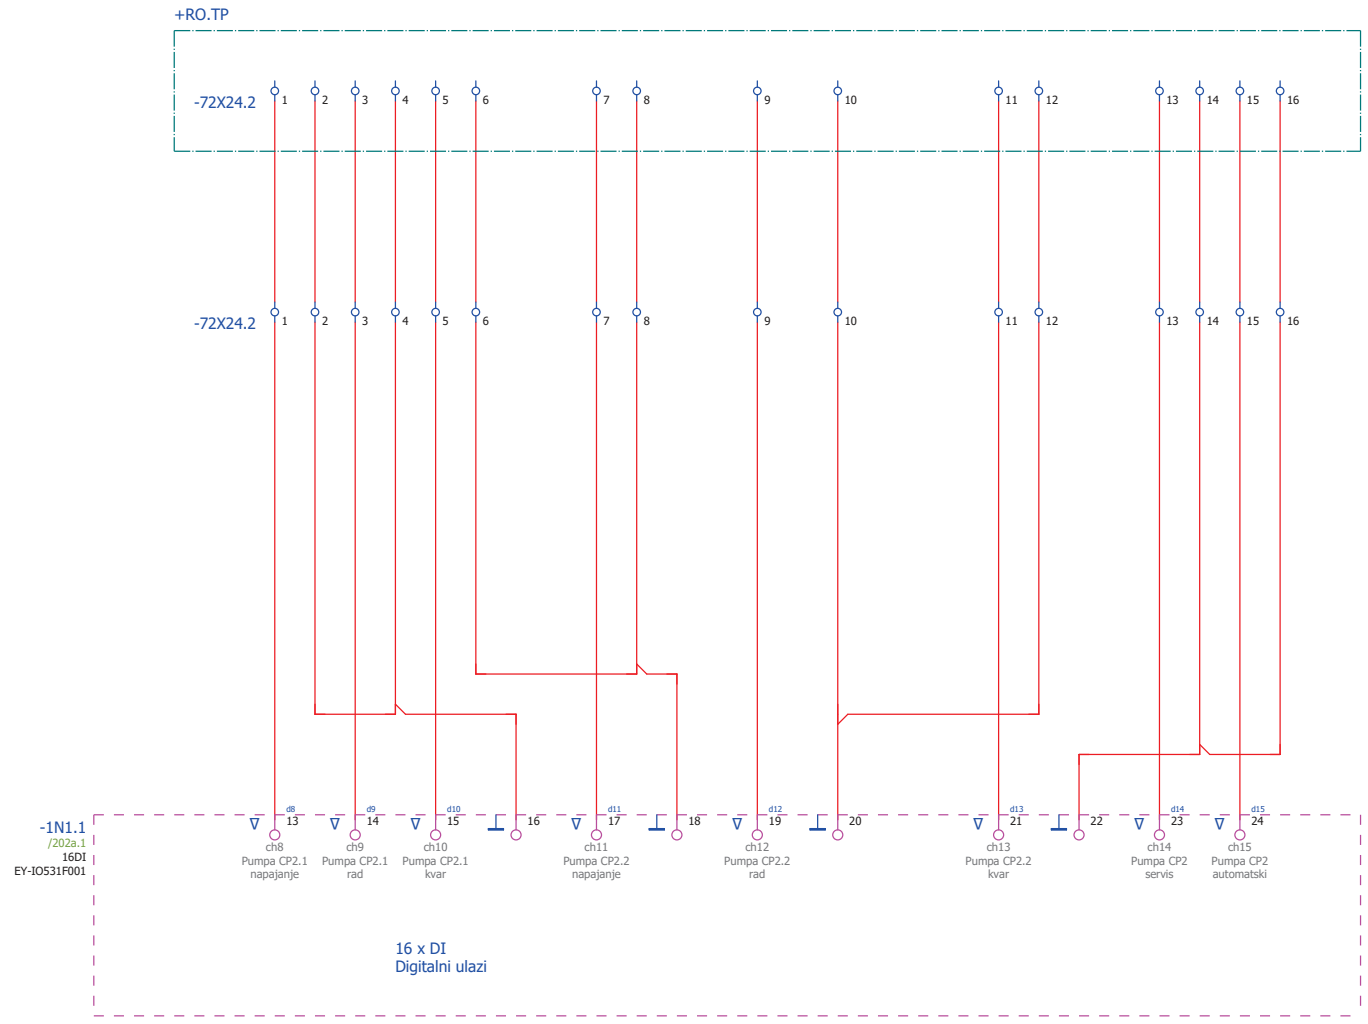 +RO.TP
-72X24.2 1 2 3 4 5 6 7 8 9 10 11 12 13 14 15 16
-72X24.2 1 2 3 4 5 6 7 8 9 10 11 12 13 14 15 16
d8 d9 d10 d11 d12 d13 d14 d15
13 14 15 16 17 18 19 20 21 22 23 24
-1N1.1
/202a.1
16DI
EY-IO531F001
ch8
Pumpa CP2.1
napajanje
ch9
Pumpa CP2.1
rad
ch10
Pumpa CP2.1
kvar
ch11
Pumpa CP2.2
napajanje
ch12
Pumpa CP2.2
rad
ch13
Pumpa CP2.2
kvar
ch14
Pumpa CP2
servis
ch15
Pumpa CP2
automatski
16 x DI
Digitalni ulazi